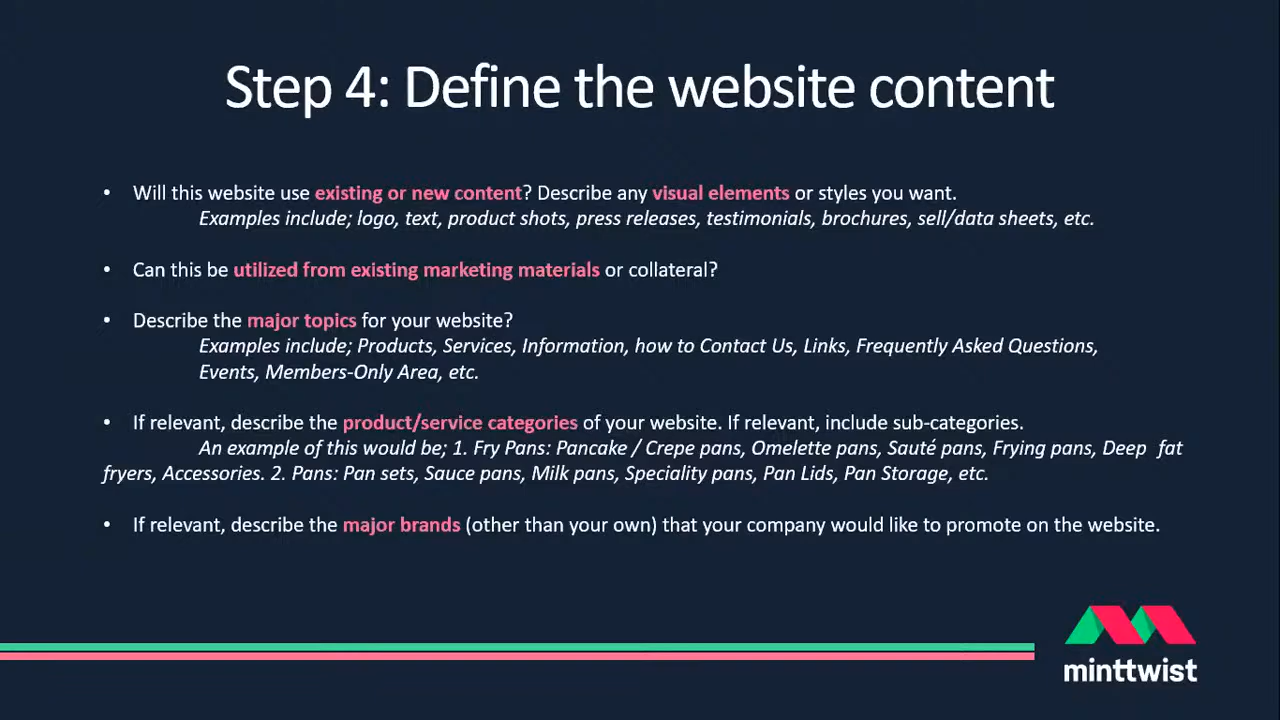 Step 4: Define the website content
• Will this website use existing or new content? Describe any visual elements or styles you want.
Examples include; logo, text, product shots, press releases, testimonials, brochures, sell/data sheets, etc.
• Can this be utilized from existing marketing materials or collateral?
• Describe the major topics for your website?
Examples include; Products, Services, Information, how to Contact Us, Links, Frequently Asked Questions,
Events, Members-Only Area, etc.
• If relevant, describe the product/service categories of your website. If relevant, include sub-categories.
An example of this would be; 1. Fry Pans: Pancake / Crepe pans, Omelette pans, Sauté pans, Frying pans, Deep fat
fryers, Accessories. 2. Pans: Pan sets, Sauce pans, Milk pans, Speciality pans, Pan Lids, Pan Storage, etc.
• If relevant, describe the major brands (other than your own) that your company would like to promote on the website.
minttwist